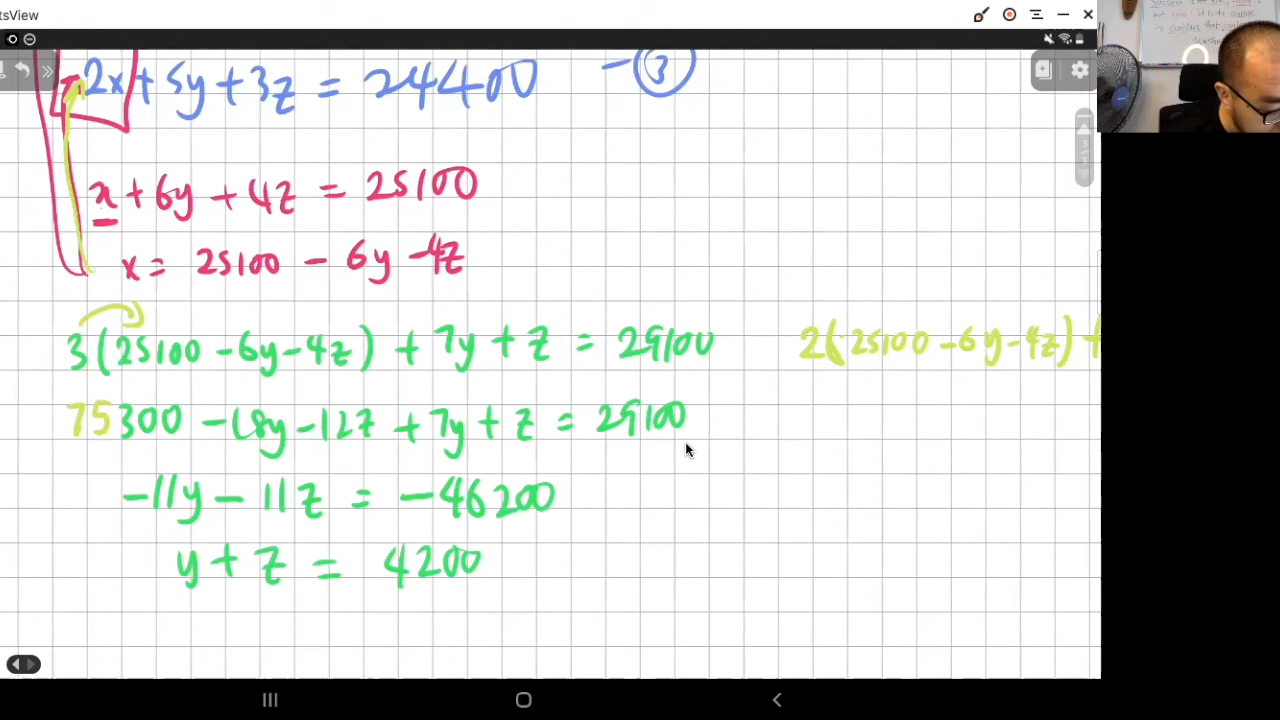 tsView
2x + 5y + 3z = 24400 - ③
x + 6y + 4z = 25100
x = 25100 - 6y - 4z
3(25100 - 6y - 4z) + 7y + z = 29100
2(25100 - 6y - 4z) +
75300 - 18y - 12z + 7y + z = 29100
-11y - 11z = -46200
y + z = 4200